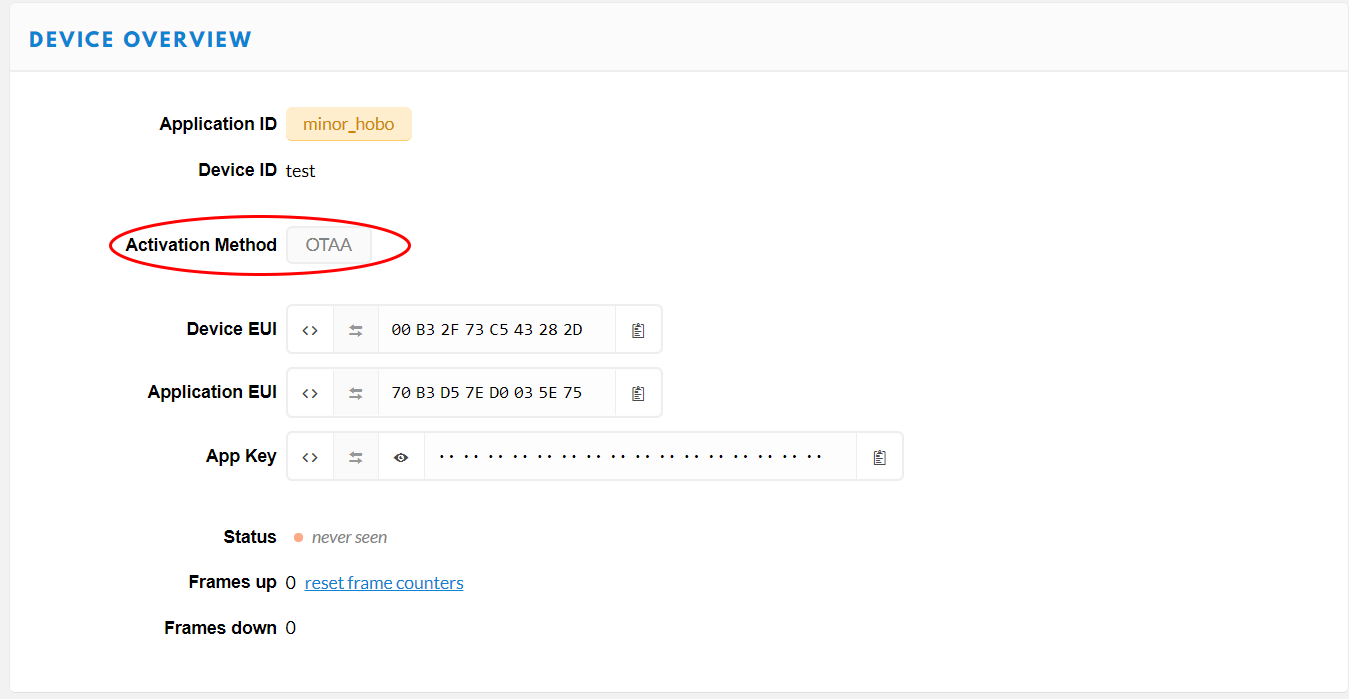 DEVICE OVERVIEW
Application ID minor_hobo
Device ID test
Activation Method OTAA
Device EUI <> 00 B3 2F 73 C5 43 28 2D
Application EUI <> 70 B3 D5 7E D0 03 5E 75
App Key <> ·· ·· ·· ·· ·· ·· ·· ·· ·· ·· ·· ·· ·· ·· ·· ··
Status never seen
Frames up 0 reset frame counters
Frames down 0